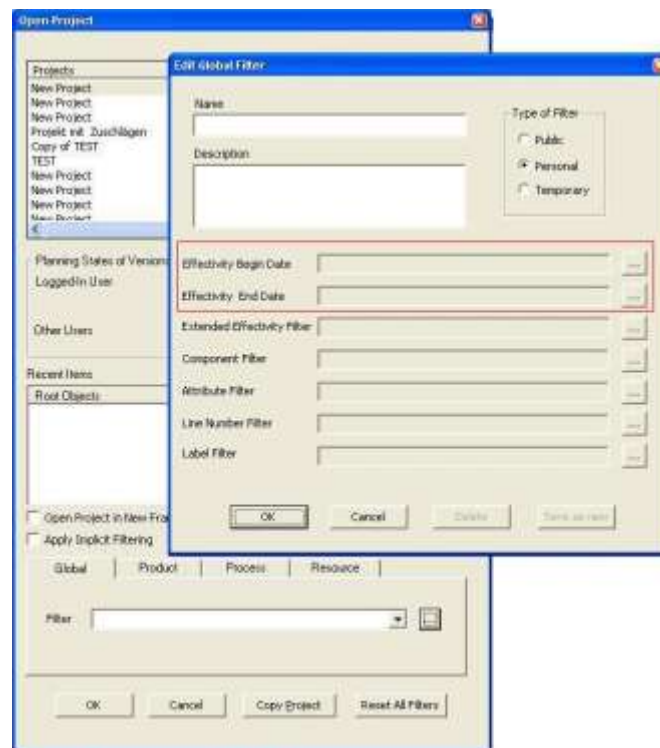 Open Project
Projects
New Project
New Project
New Project
Projekt mit Zuschlägen
Copy of TEST
TEST
New Project
New Project
New Project
New Project
Planning States of Version
Logged-in User
Other Users
Recent Items
Root Objects
Open Project in New Fra
Apply Implicit Filtering
Global Product Process Resource
Filter
OK Cancel Copy Project Reset All Filters
Edit Global Filter
Name
Description
Type of Filter
Public
Personal
Temporary
Effectivity Begin Date ...
Effectivity End Date ...
Extended Effectivity Filter ...
Component Filter ...
Attribute Filter ...
Line Number Filter ...
Label Filter ...
OK Cancel Delete Save as new